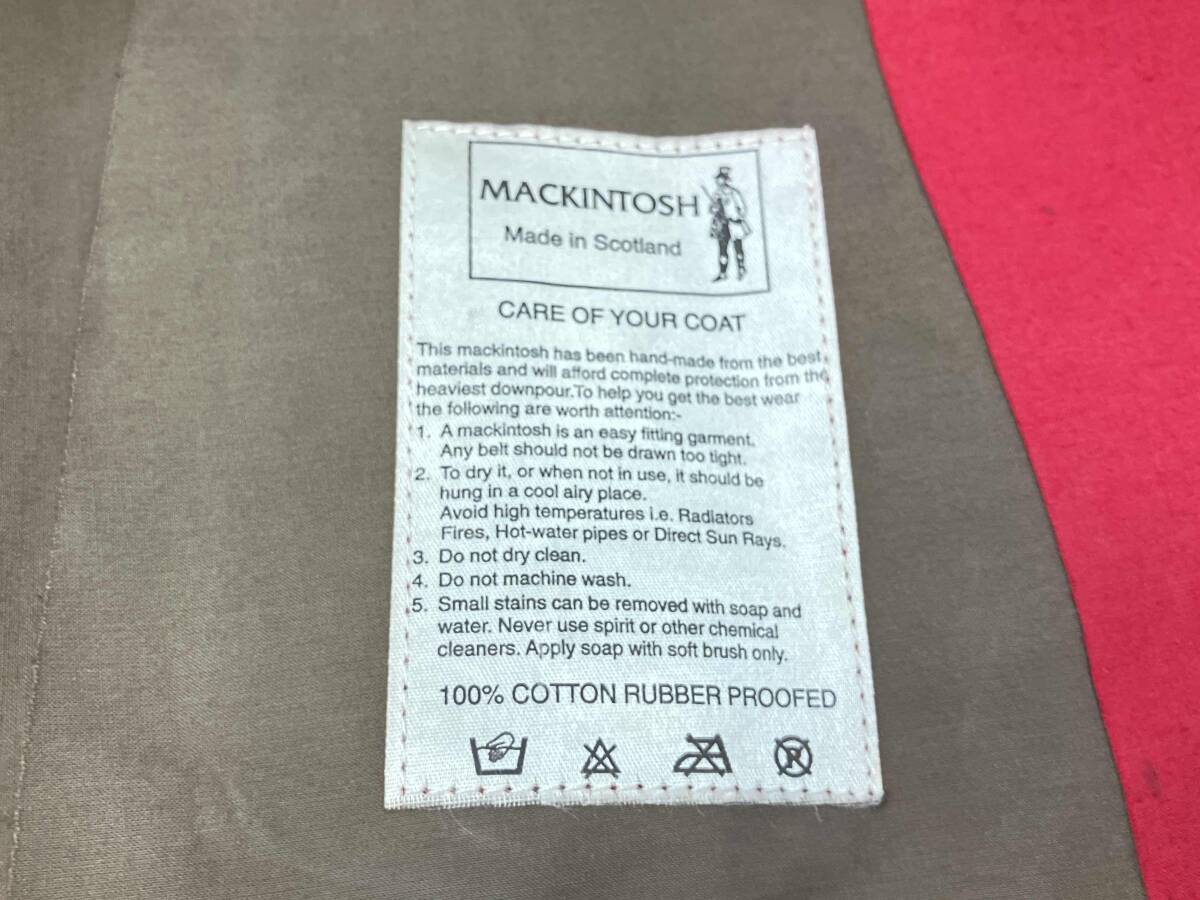 MACKINTOSH
Made in Scotland
CARE OF YOUR COAT
This mackintosh has been hand-made from the best
materials and will afford complete protection from the
heaviest downpour.To help you get the best wear
the following are worth attention:-
1. A mackintosh is an easy fitting garment.
Any belt should not be drawn too tight.
2. To dry it, or when not in use, it should be
hung in a cool airy place.
Avoid high temperatures i.e. Radiators
Fires, Hot-water pipes or Direct Sun Rays.
3. Do not dry clean.
4. Do not machine wash.
5. Small stains can be removed with soap and
water. Never use spirit or other chemical
cleaners. Apply soap with soft brush only.
100% COTTON RUBBER PROOFED
R